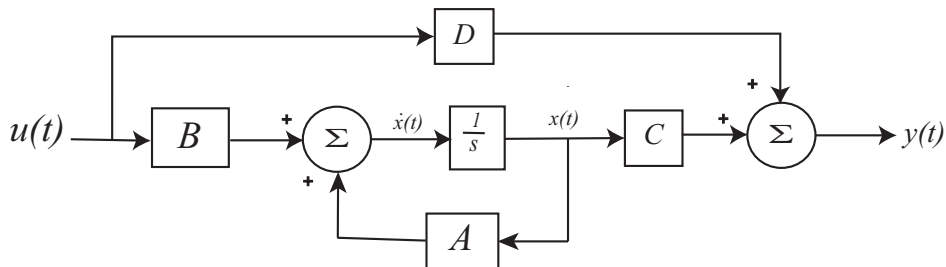 D
+
u(t)
B
+
Σ
ẋ(t)
1
s
x(t)
C
+
Σ
y(t)
+
A